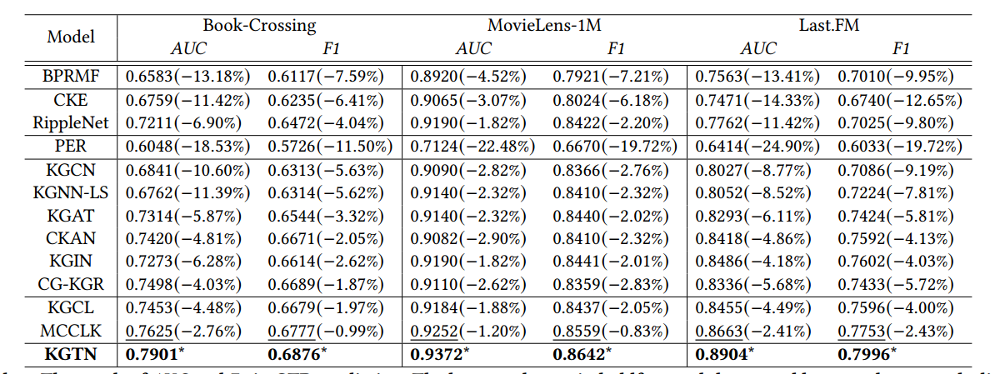 Model Book-Crossing MovieLens-1M Last.FM
AUC F1 AUC F1 AUC F1
BPRMF 0.6583(−13.18%) 0.6117(−7.59%) 0.8920(−4.52%) 0.7921(−7.21%) 0.7563(−13.41%) 0.7010(−9.95%)
CKE 0.6759(−11.42%) 0.6235(−6.41%) 0.9065(−3.07%) 0.8024(−6.18%) 0.7471(−14.33%) 0.6740(−12.65%)
RippleNet 0.7211(−6.90%) 0.6472(−4.04%) 0.9190(−1.82%) 0.8422(−2.20%) 0.7762(−11.42%) 0.7025(−9.80%)
PER 0.6048(−18.53%) 0.5726(−11.50%) 0.7124(−22.48%) 0.6670(−19.72%) 0.6414(−24.90%) 0.6033(−19.72%)
KGCN 0.6841(−10.60%) 0.6313(−5.63%) 0.9090(−2.82%) 0.8366(−2.76%) 0.8027(−8.77%) 0.7086(−9.19%)
KGNN-LS 0.6762(−11.39%) 0.6314(−5.62%) 0.9140(−2.32%) 0.8410(−2.32%) 0.8052(−8.52%) 0.7224(−7.81%)
KGAT 0.7314(−5.87%) 0.6544(−3.32%) 0.9140(−2.32%) 0.8440(−2.02%) 0.8293(−6.11%) 0.7424(−5.81%)
CKAN 0.7420(−4.81%) 0.6671(−2.05%) 0.9082(−2.90%) 0.8410(−2.32%) 0.8418(−4.86%) 0.7592(−4.13%)
KGIN 0.7273(−6.28%) 0.6614(−2.62%) 0.9190(−1.82%) 0.8441(−2.01%) 0.8486(−4.18%) 0.7602(−4.03%)
CG-KGR 0.7498(−4.03%) 0.6689(−1.87%) 0.9110(−2.62%) 0.8359(−2.83%) 0.8336(−5.68%) 0.7433(−5.72%)
KGCL 0.7453(−4.48%) 0.6679(−1.97%) 0.9184(−1.88%) 0.8437(−2.05%) 0.8455(−4.49%) 0.7596(−4.00%)
MCCLK 0.7625(−2.76%) 0.6777(−0.99%) 0.9252(−1.20%) 0.8559(−0.83%) 0.8663(−2.41%) 0.7753(−2.43%)
KGTN 0.7901* 0.6876* 0.9372* 0.8642* 0.8904* 0.7996*